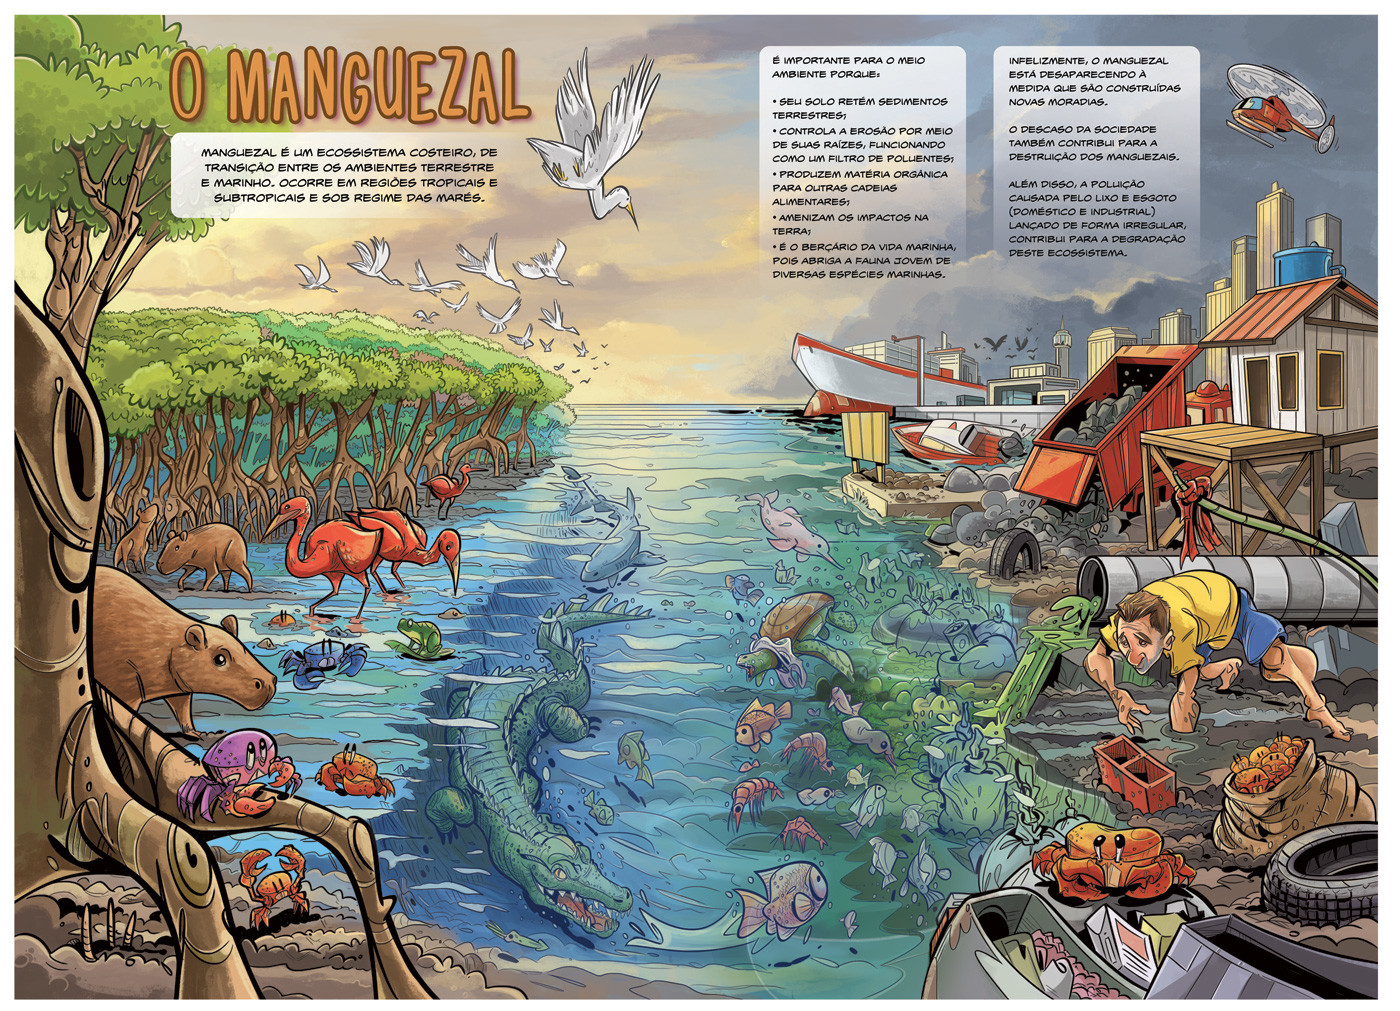 O MANGUEZAL
MANGUEZAL É UM ECOSSISTEMA COSTEIRO, DE
TRANSIÇÃO ENTRE OS AMBIENTES TERRESTRE
E MARINHO. OCORRE EM REGIÕES TROPICAIS E
SUBTROPICAIS E SOB REGIME DAS MARÉS.
É IMPORTANTE PARA O MEIO
AMBIENTE PORQUE:
• SEU SOLO RETÉM SEDIMENTOS
TERRESTRES;
• CONTROLA A EROSÃO POR MEIO
DE SUAS RAÍZES, FUNCIONANDO
COMO UM FILTRO DE POLUENTES;
• PRODUZEM MATÉRIA ORGÂNICA
PARA OUTRAS CADEIAS
ALIMENTARES;
• AMENIZAM OS IMPACTOS NA
TERRA;
• É O BERÇÁRIO DA VIDA MARINHA,
POIS ABRIGA A FAUNA JOVEM DE
DIVERSAS ESPÉCIES MARINHAS.
INFELIZMENTE, O MANGUEZAL
ESTÁ DESAPARECENDO À
MEDIDA QUE SÃO CONSTRUÍDAS
NOVAS MORADIAS.
O DESCASO DA SOCIEDADE
TAMBÉM CONTRIBUI PARA A
DESTRUIÇÃO DOS MANGUEZAIS.
ALÉM DISSO, A POLUIÇÃO
CAUSADA PELO LIXO E ESGOTO
(DOMÉSTICO E INDUSTRIAL)
LANÇADO DE FORMA IRREGULAR,
CONTRIBUI PARA A DEGRADAÇÃO
DESTE ECOSSISTEMA.